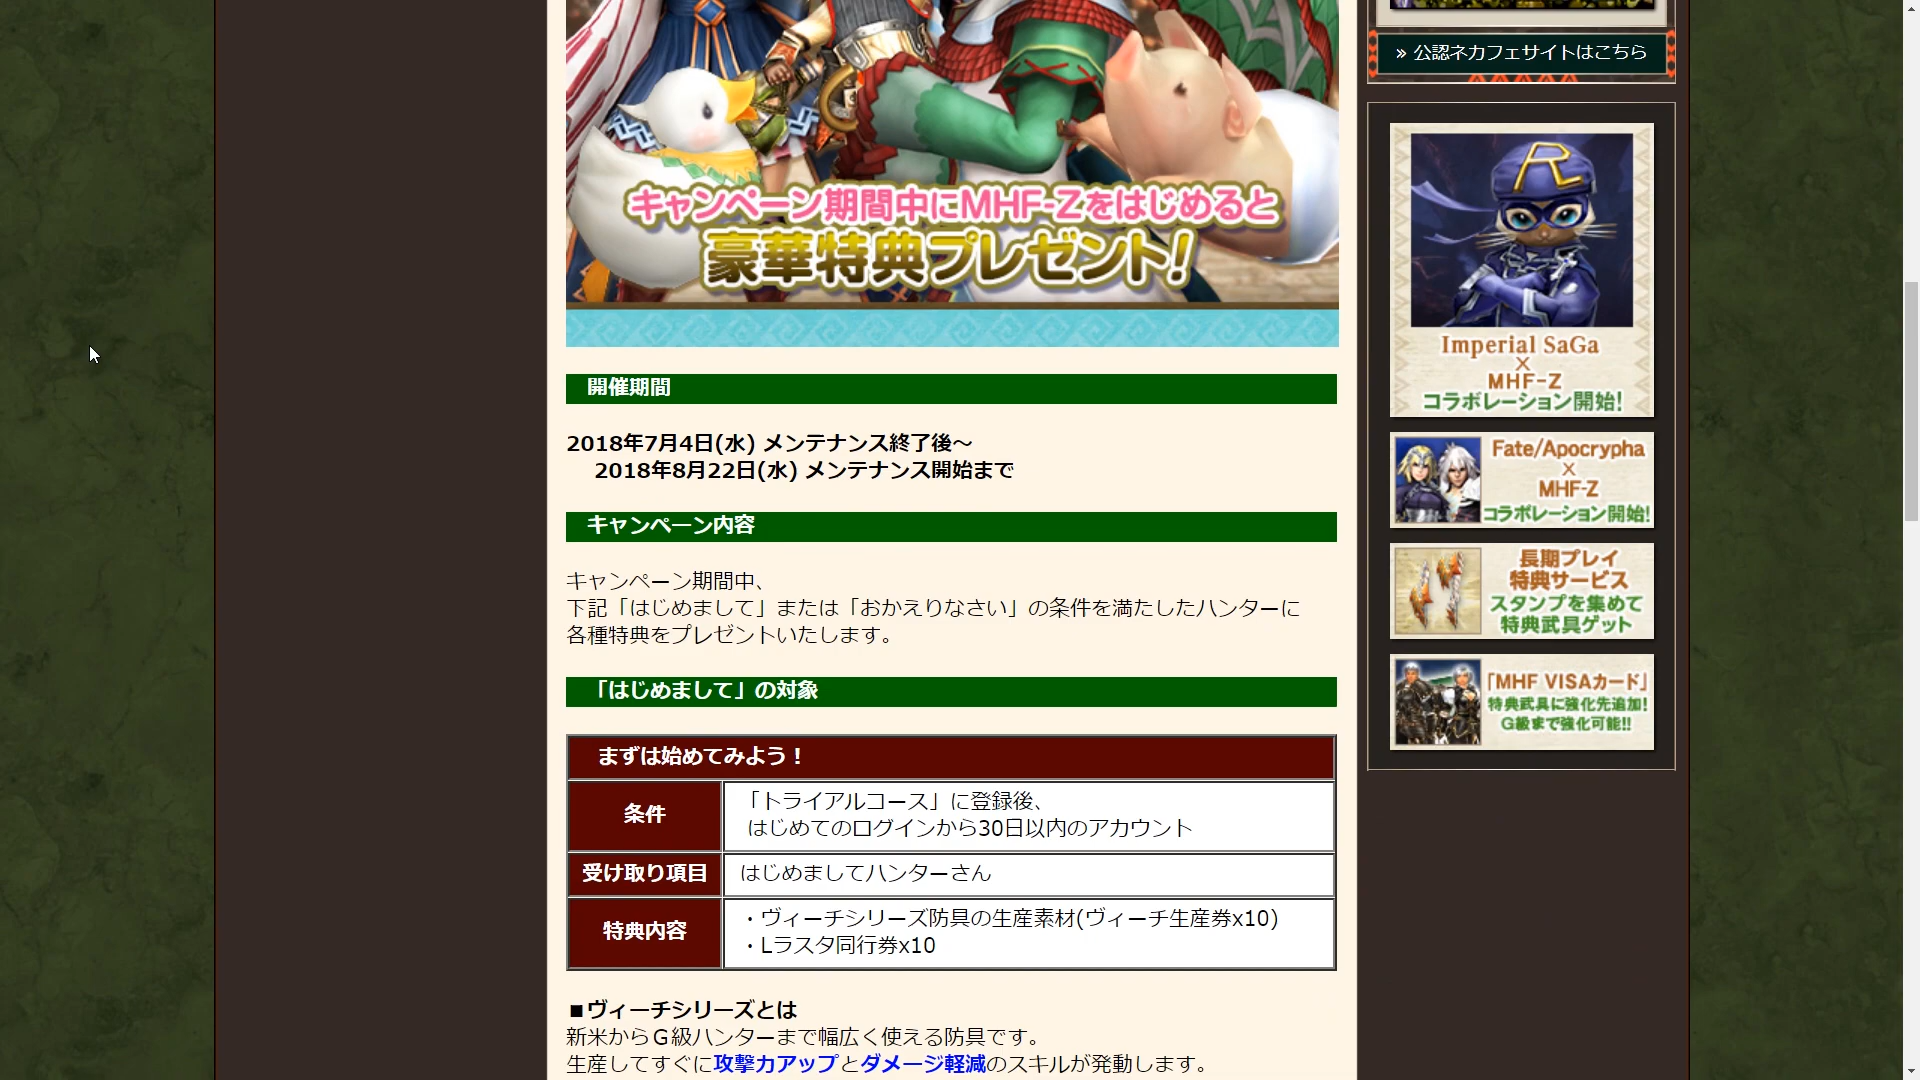 キャンペーン期間中にMHF-Zをはじめると
豪華特典プレゼント!
開催期間
2018年7月4日(水) メンテナンス終了後～
2018年8月22日(水) メンテナンス開始まで
キャンペーン内容
キャンペーン期間中、
下記「はじめまして」または「おかえりなさい」の条件を満たしたハンターに
各種特典をプレゼントいたします。
「はじめまして」の対象
まずは始めてみよう！
条件
「トライアルコース」に登録後、
はじめてのログインから30日以内のアカウント
受け取り項目
はじめましてハンターさん
特典内容
・ヴィーチシリーズ防具の生産素材(ヴィーチ生産券x10)
・Lラスタ同行券x10
■ヴィーチシリーズとは
新米からＧ級ハンターまで幅広く使える防具です。
生産してすぐに攻撃力アップとダメージ軽減のスキルが発動します。
» 公認ネカフェサイトはこちら
R
Imperial SaGa
×
MHF-Z
コラボレーション開始!
Fate/Apocrypha
×
MHF-Z
コラボレーション開始!
長期プレイ
特典サービス
スタンプを集めて
特典武具ゲット
「MHF VISAカード」
特典武具に強化先追加!
G級まで強化可能!!